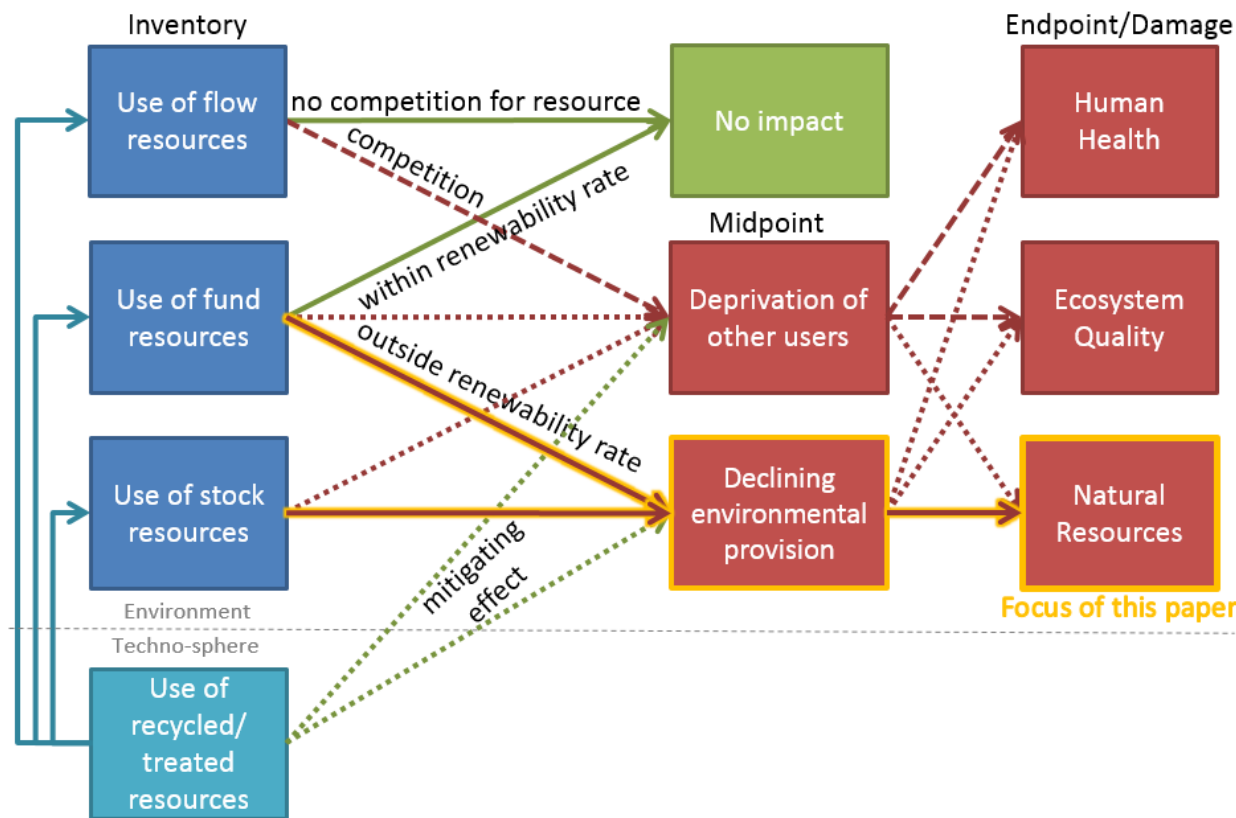 Inventory
Endpoint/Damage
Use of flow
resources
no competition for resource
No impact
Human
Health
competition
within renewability rate
Midpoint
Use of fund
resources
Deprivation of
other users
Ecosystem
Quality
outside renewability rate
Use of stock
resources
Declining
environmental
provision
Natural
Resources
mitigating
effect
Environment
Focus of this paper
Techno-sphere
Use of
recycled/
treated
resources